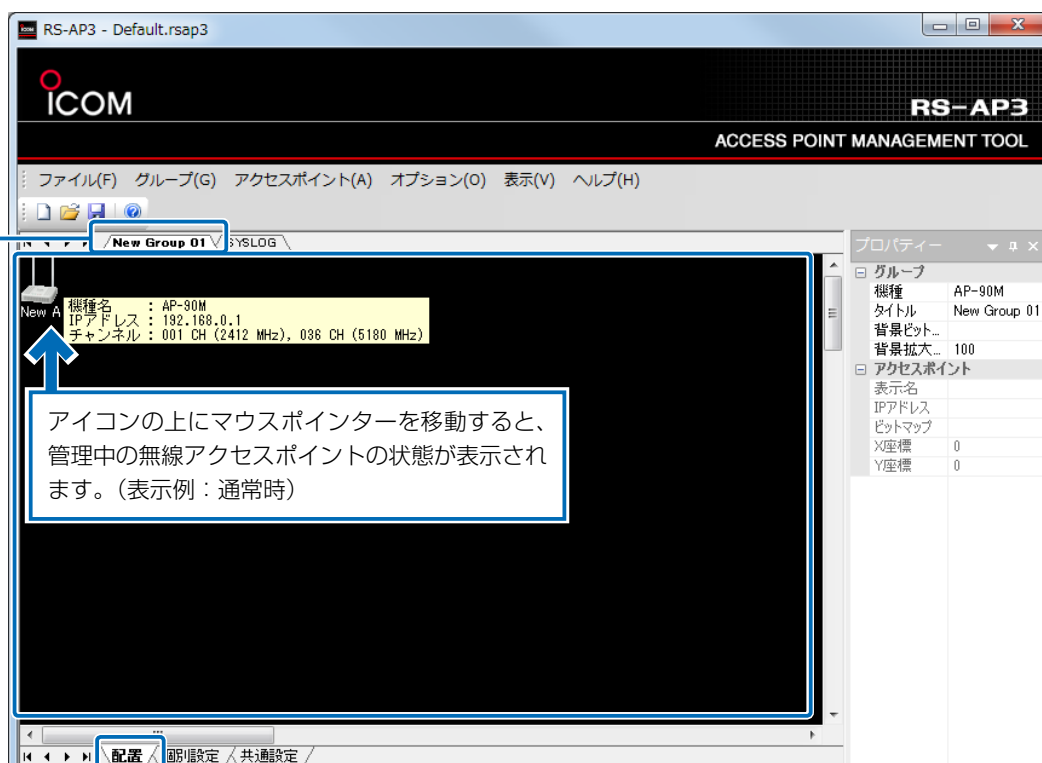 RS-AP3 - Default.rsap3
ICOM
RS-AP3
ACCESS POINT MANAGEMENT TOOL
ファイル(F) グループ(G) アクセスポイント(A) オプション(O) 表示(V) ヘルプ(H)
New Group 01 SYSLOG
プロパティー
グループ
機種 AP-90M
タイトル New Group 01
背景ビット...
背景拡大... 100
アクセスポイント
表示名
IPアドレス
ビットマップ
X座標 0
Y座標 0
New A
機種名 : AP-90M
IPアドレス : 192.168.0.1
チャンネル : 001 CH (2412 MHz), 036 CH (5180 MHz)
アイコンの上にマウスポインターを移動すると、
管理中の無線アクセスポイントの状態が表示され
ます。(表示例:通常時)
配置 個別設定 共通設定